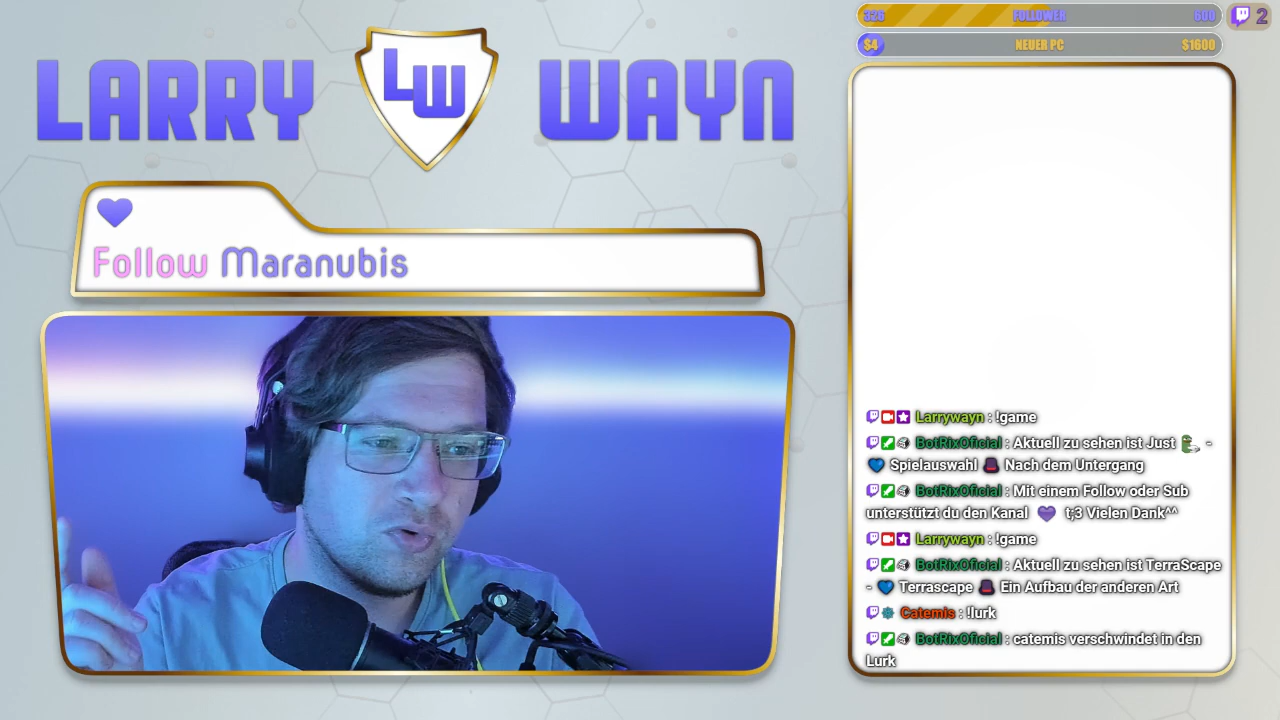 LARRY LW WAYN
Follow Maranubis
326 FOLLOWER 600
2
$4 NEUER PC $1600
Larrywayn : !game
BotRixOficial : Aktuell zu sehen ist Just -
Spielauswahl Nach dem Untergang
BotRixOficial : Mit einem Follow oder Sub
unterstützt du den Kanal t;3 Vielen Dank^^
Larrywayn : !game
BotRixOficial : Aktuell zu sehen ist TerraScape
- Terrascape Ein Aufbau der anderen Art
Catemis : !lurk
BotRixOficial : catemis verschwindet in den
Lurk